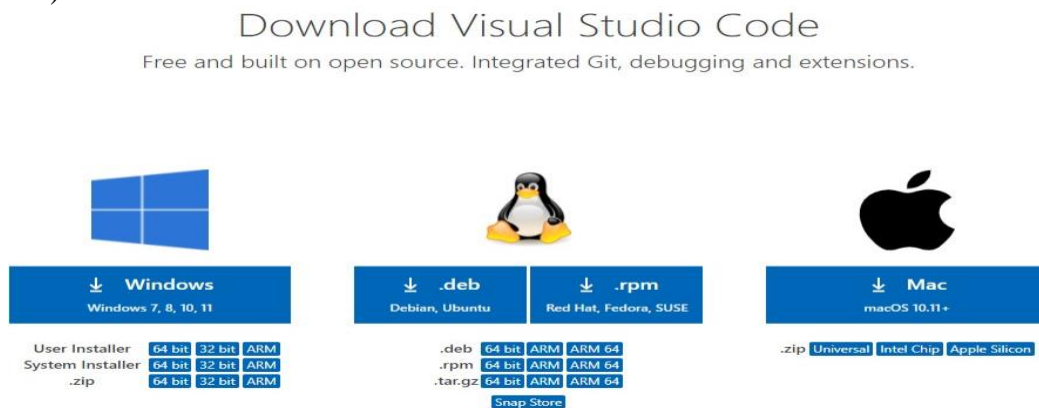 )
Download Visual Studio Code
Free and built on open source. Integrated Git, debugging and extensions.
Windows
Windows 7, 8, 10, 11
User Installer 64 bit 32 bit ARM
System Installer 64 bit 32 bit ARM
.zip 64 bit 32 bit ARM
.deb
Debian, Ubuntu
.rpm
Red Hat, Fedora, SUSE
.deb 64 bit ARM ARM 64
.rpm 64 bit ARM ARM 64
.tar.gz 64 bit ARM ARM 64
Snap Store
Mac
macOS 10.11+
.zip Universal Intel Chip Apple Silicon